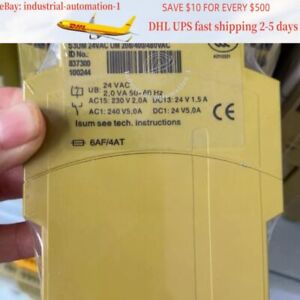 eBay: industrial-automation-1
SAVE $10 FOR EVERY $500
DHL UPS fast shipping 2-5 days
S3UM 24VAC UM 298/400/480VAC
ID No.:
837300
100244
UB: 24 VAC
2,0 VA 50-60 Hz
AC15: 230 V 2,0A DC13: 24 V 1,5 A
AC1: 240 V5,0A DC1: 24 V5,0A
Isum see tech. instructions
6AF/4AT